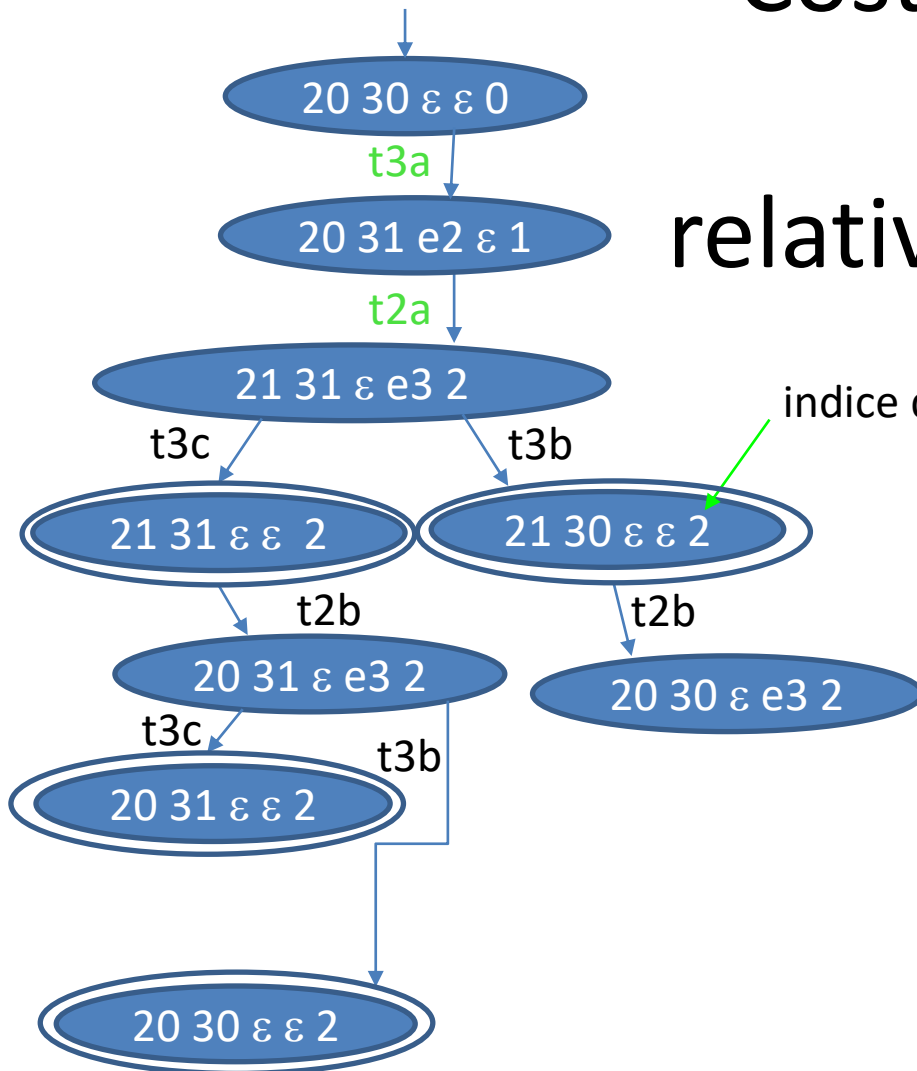 20 30 ε ε 0
t3a
20 31 e2 ε 1
t2a
21 31 ε e3 2
indice
t3c
t3b
21 31 ε ε 2
21 30 ε ε 2
t2b
t2b
20 31 ε e3 2
20 30 ε e3 2
t3c
t3b
20 31 ε ε 2
20 30 ε ε 2